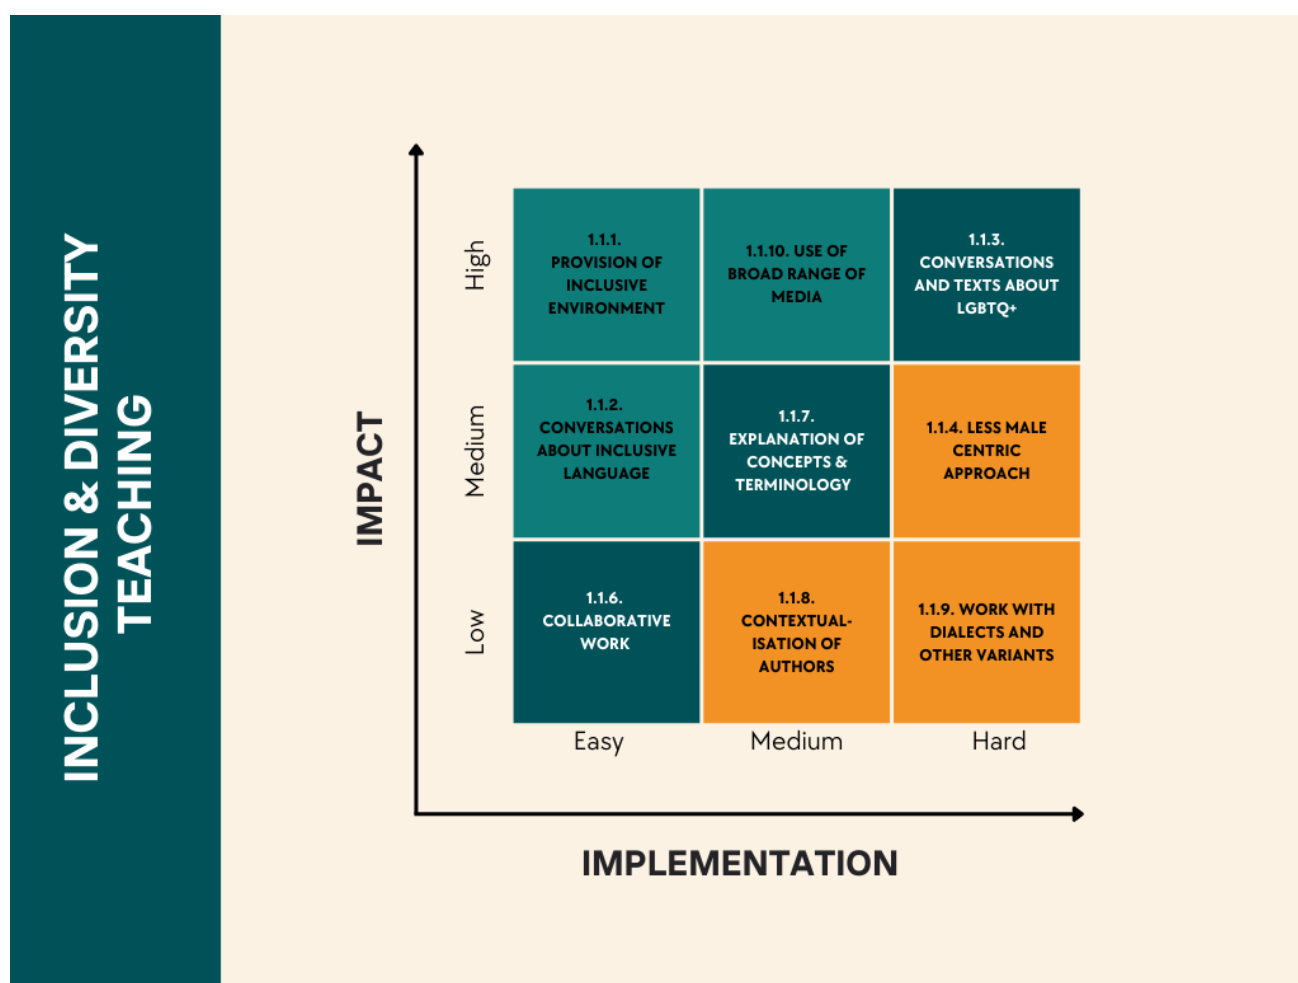 INCLUSION & DIVERSITY
TEACHING
IMPACT
High
1.1.1.
PROVISION OF
INCLUSIVE
ENVIRONMENT
1.1.10. USE OF
BROAD RANGE OF
MEDIA
1.1.3.
CONVERSATIONS
AND TEXTS ABOUT
LGBTQ+
Medium
1.1.2.
CONVERSATIONS
ABOUT INCLUSIVE
LANGUAGE
1.1.7.
EXPLANATION OF
CONCEPTS &
TERMINOLOGY
1.1.4. LESS MALE
CENTRIC
APPROACH
Low
1.1.6.
COLLABORATIVE
WORK
1.1.8.
CONTEXTUAL-
ISATION OF
AUTHORS
1.1.9. WORK WITH
DIALECTS AND
OTHER VARIANTS
Easy
Medium
Hard
IMPLEMENTATION